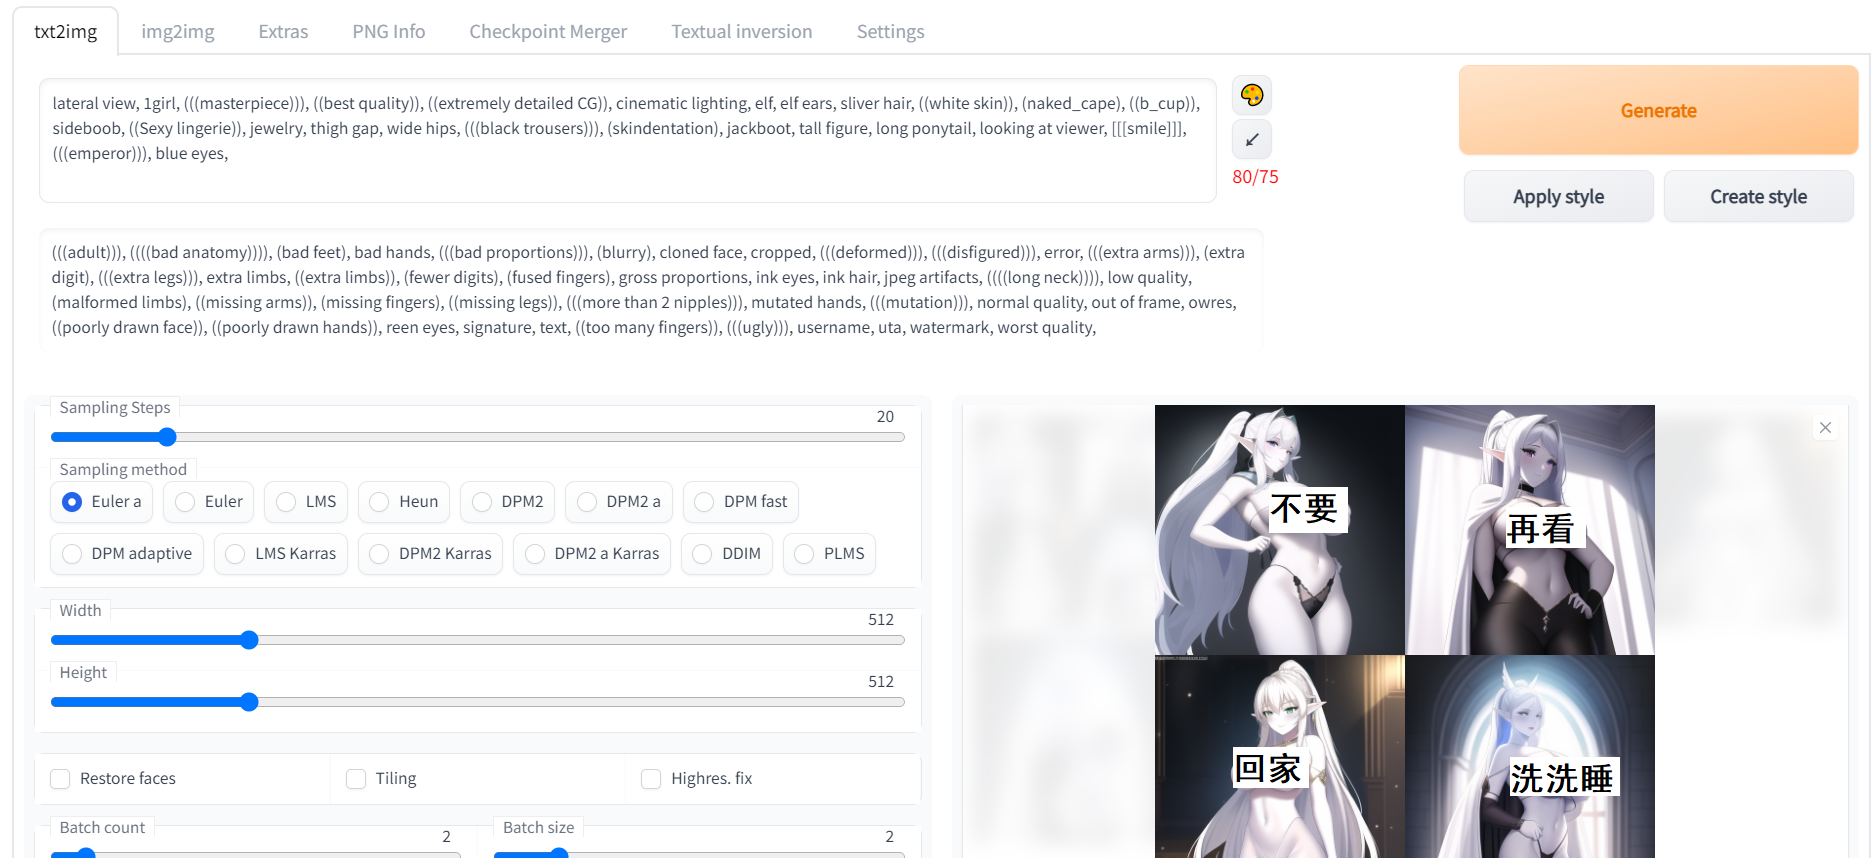 txt2img
img2img
Extras
PNG Info
Checkpoint Merger
Textual inversion
Settings
lateral view, 1girl, (((masterpiece))), ((best quality)), ((extremely detailed CG)), cinematic lighting, elf, elf ears, sliver hair, ((white skin)), (naked_cape), ((b_cup)),
sideboob, ((Sexy lingerie)), jewelry, thigh gap, wide hips, (((black trousers))), (skindentation), jackboot, tall figure, long ponytail, looking at viewer, [[[smile]]],
(((emperor))), blue eyes,
80/75
Generate
Apply style
Create style
(((adult))), ((((bad anatomy)))), (bad feet), bad hands, (((bad proportions))), (blurry), cloned face, cropped, (((deformed))), (((disfigured))), error, (((extra arms))), (extra
digit), (((extra legs))), extra limbs, ((extra limbs)), (fewer digits), (fused fingers), gross proportions, ink eyes, ink hair, jpeg artifacts, ((((long neck)))), low quality,
(malformed limbs), ((missing arms)), (missing fingers), ((missing legs)), (((more than 2 nipples))), mutated hands, (((mutation))), normal quality, out of frame, owres,
((poorly drawn face)), ((poorly drawn hands)), reen eyes, signature, text, ((too many fingers)), (((ugly))), username, uta, watermark, worst quality,
Sampling Steps
20
Sampling method
Euler a
Euler
LMS
Heun
DPM2
DPM2 a
DPM fast
DPM adaptive
LMS Karras
DPM2 Karras
DPM2 a Karras
DDIM
PLMS
Width
512
Height
512
Restore faces
Tiling
Highres. fix
Batch count
2
Batch size
2
不要
再看
回家
洗洗睡